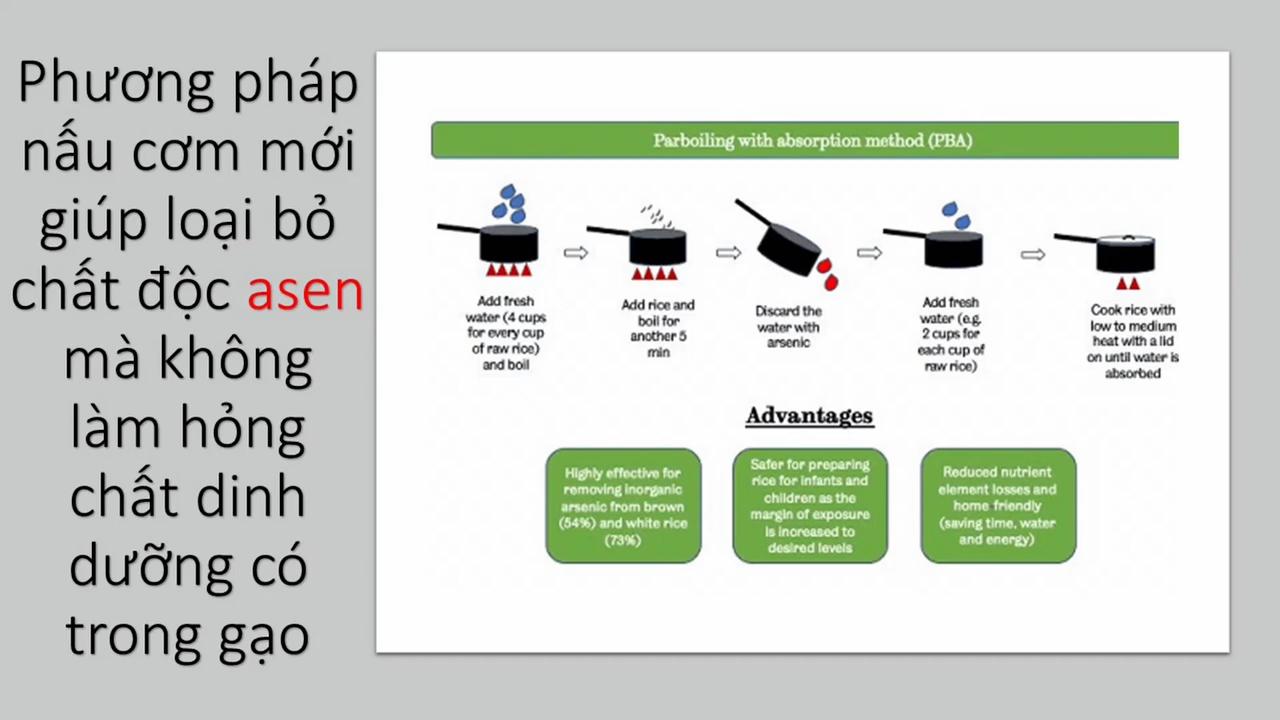 Phương pháp
nấu cơm mới
giúp loại bỏ
chất độc asen
mà không
làm hỏng
chất dinh
dưỡng có
trong gạo
Parboiling with absorption method (PBA)
Add fresh
water (4 cups
for every cup
of raw rice)
and boil
Add rice and
boil for
another 5
min
Discard the
water with
arsenic
Add fresh
water (e.g.
2 cups for
each cup of
raw rice)
Cook rice with
low to medium
heat with a lid
on until water is
absorbed
Advantages
Highly effective for
removing inorganic
arsenic from brown
(54%) and white rice
(73%)
Safer for preparing
rice for infants and
children as the
margin of exposure
is increased to
desired levels
Reduced nutrient
element losses and
home friendly
(saving time, water
and energy)